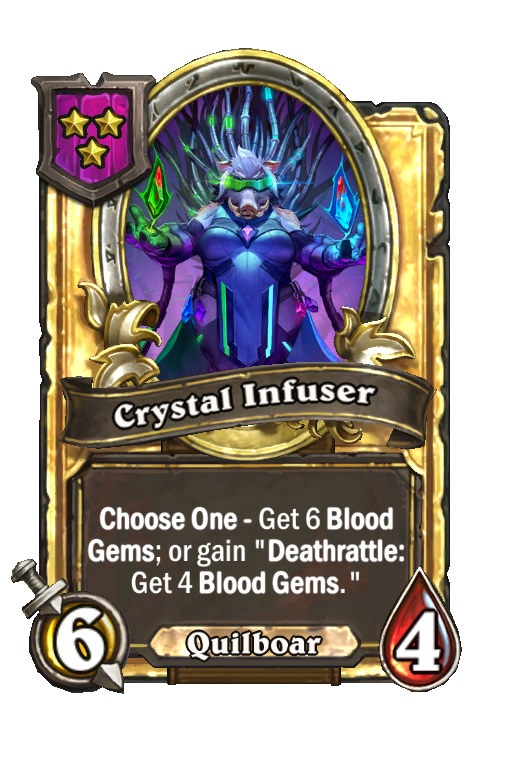 Crystal Infuser
Choose One - Get 6 Blood
Gems; or gain "Deathrattle:
Get 4 Blood Gems."
6
Quilboar
4